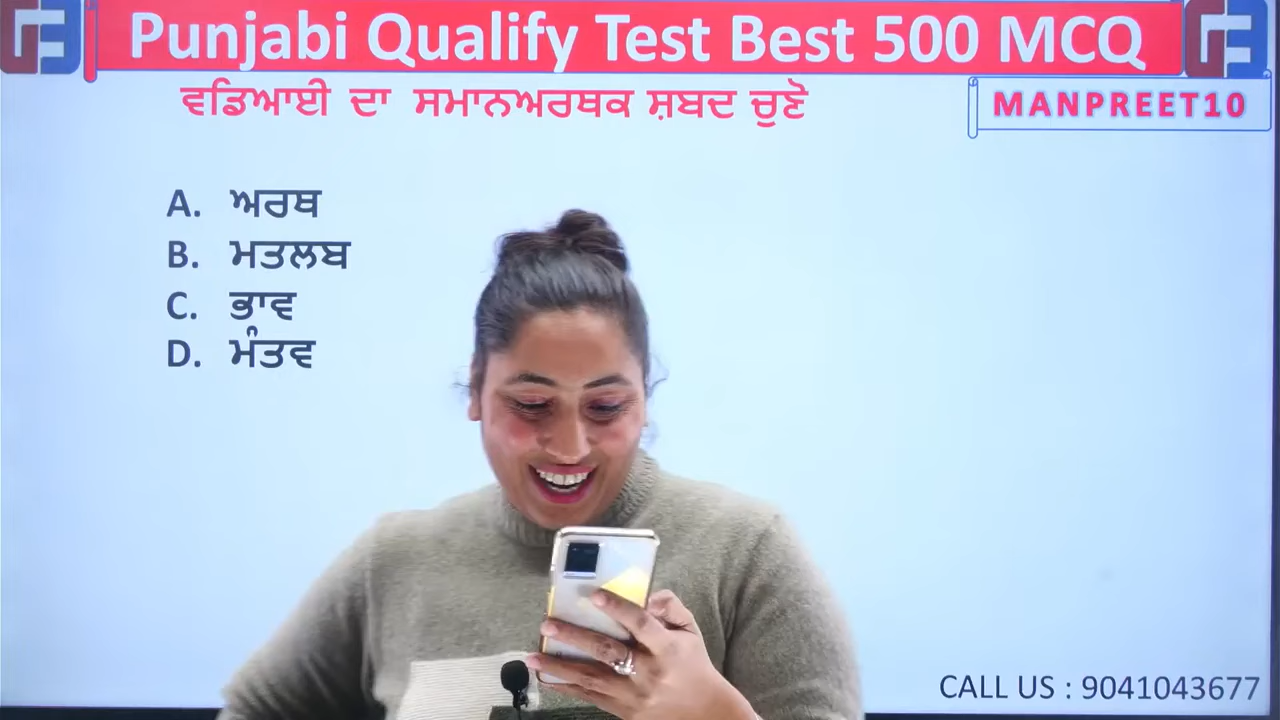 Punjabi Qualify Test Best 500 MCQ
ਵਡਿਆਈ ਦਾ ਸਮਾਨਅਰਥਕ ਸ਼ਬਦ ਚੁਣੋ
MANPREET10
A. ਅਰਥ
B. ਮਤਲਬ
C. ਭਾਵ
D. ਮੰਤਵ
CALL US : 9041043677